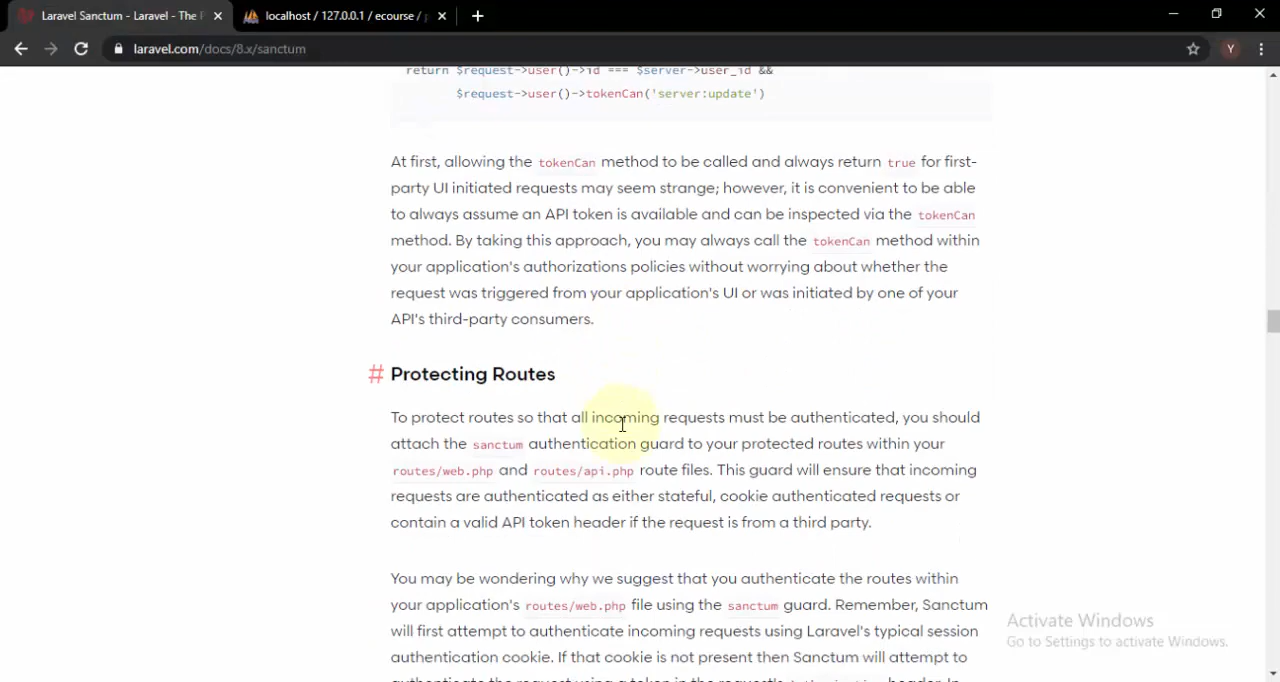 Laravel Sanctum - Laravel - The
localhost / 127.0.0.1 / ecourse /
laravel.com/docs/8.x/sanctum
Y
return $request->user()->id === $server->user_id &&
$request->user()->tokenCan('server:update')
At first, allowing the tokenCan method to be called and always return true for first-
party UI initiated requests may seem strange; however, it is convenient to be able
to always assume an API token is available and can be inspected via the tokenCan
method. By taking this approach, you may always call the tokenCan method within
your application's authorizations policies without worrying about whether the
request was triggered from your application's UI or was initiated by one of your
API's third-party consumers.
# Protecting Routes
To protect routes so that all incoming requests must be authenticated, you should
attach the sanctum authentication guard to your protected routes within your
routes/web.php and routes/api.php route files. This guard will ensure that incoming
requests are authenticated as either stateful, cookie authenticated requests or
contain a valid API token header if the request is from a third party.
You may be wondering why we suggest that you authenticate the routes within
your application's routes/web.php file using the sanctum guard. Remember, Sanctum
will first attempt to authenticate incoming requests using Laravel's typical session
authentication cookie. If that cookie is not present then Sanctum will attempt to
authenticate the request using a token in the request's Authorization header. In
Activate Windows
Go to Settings to activate Windows.